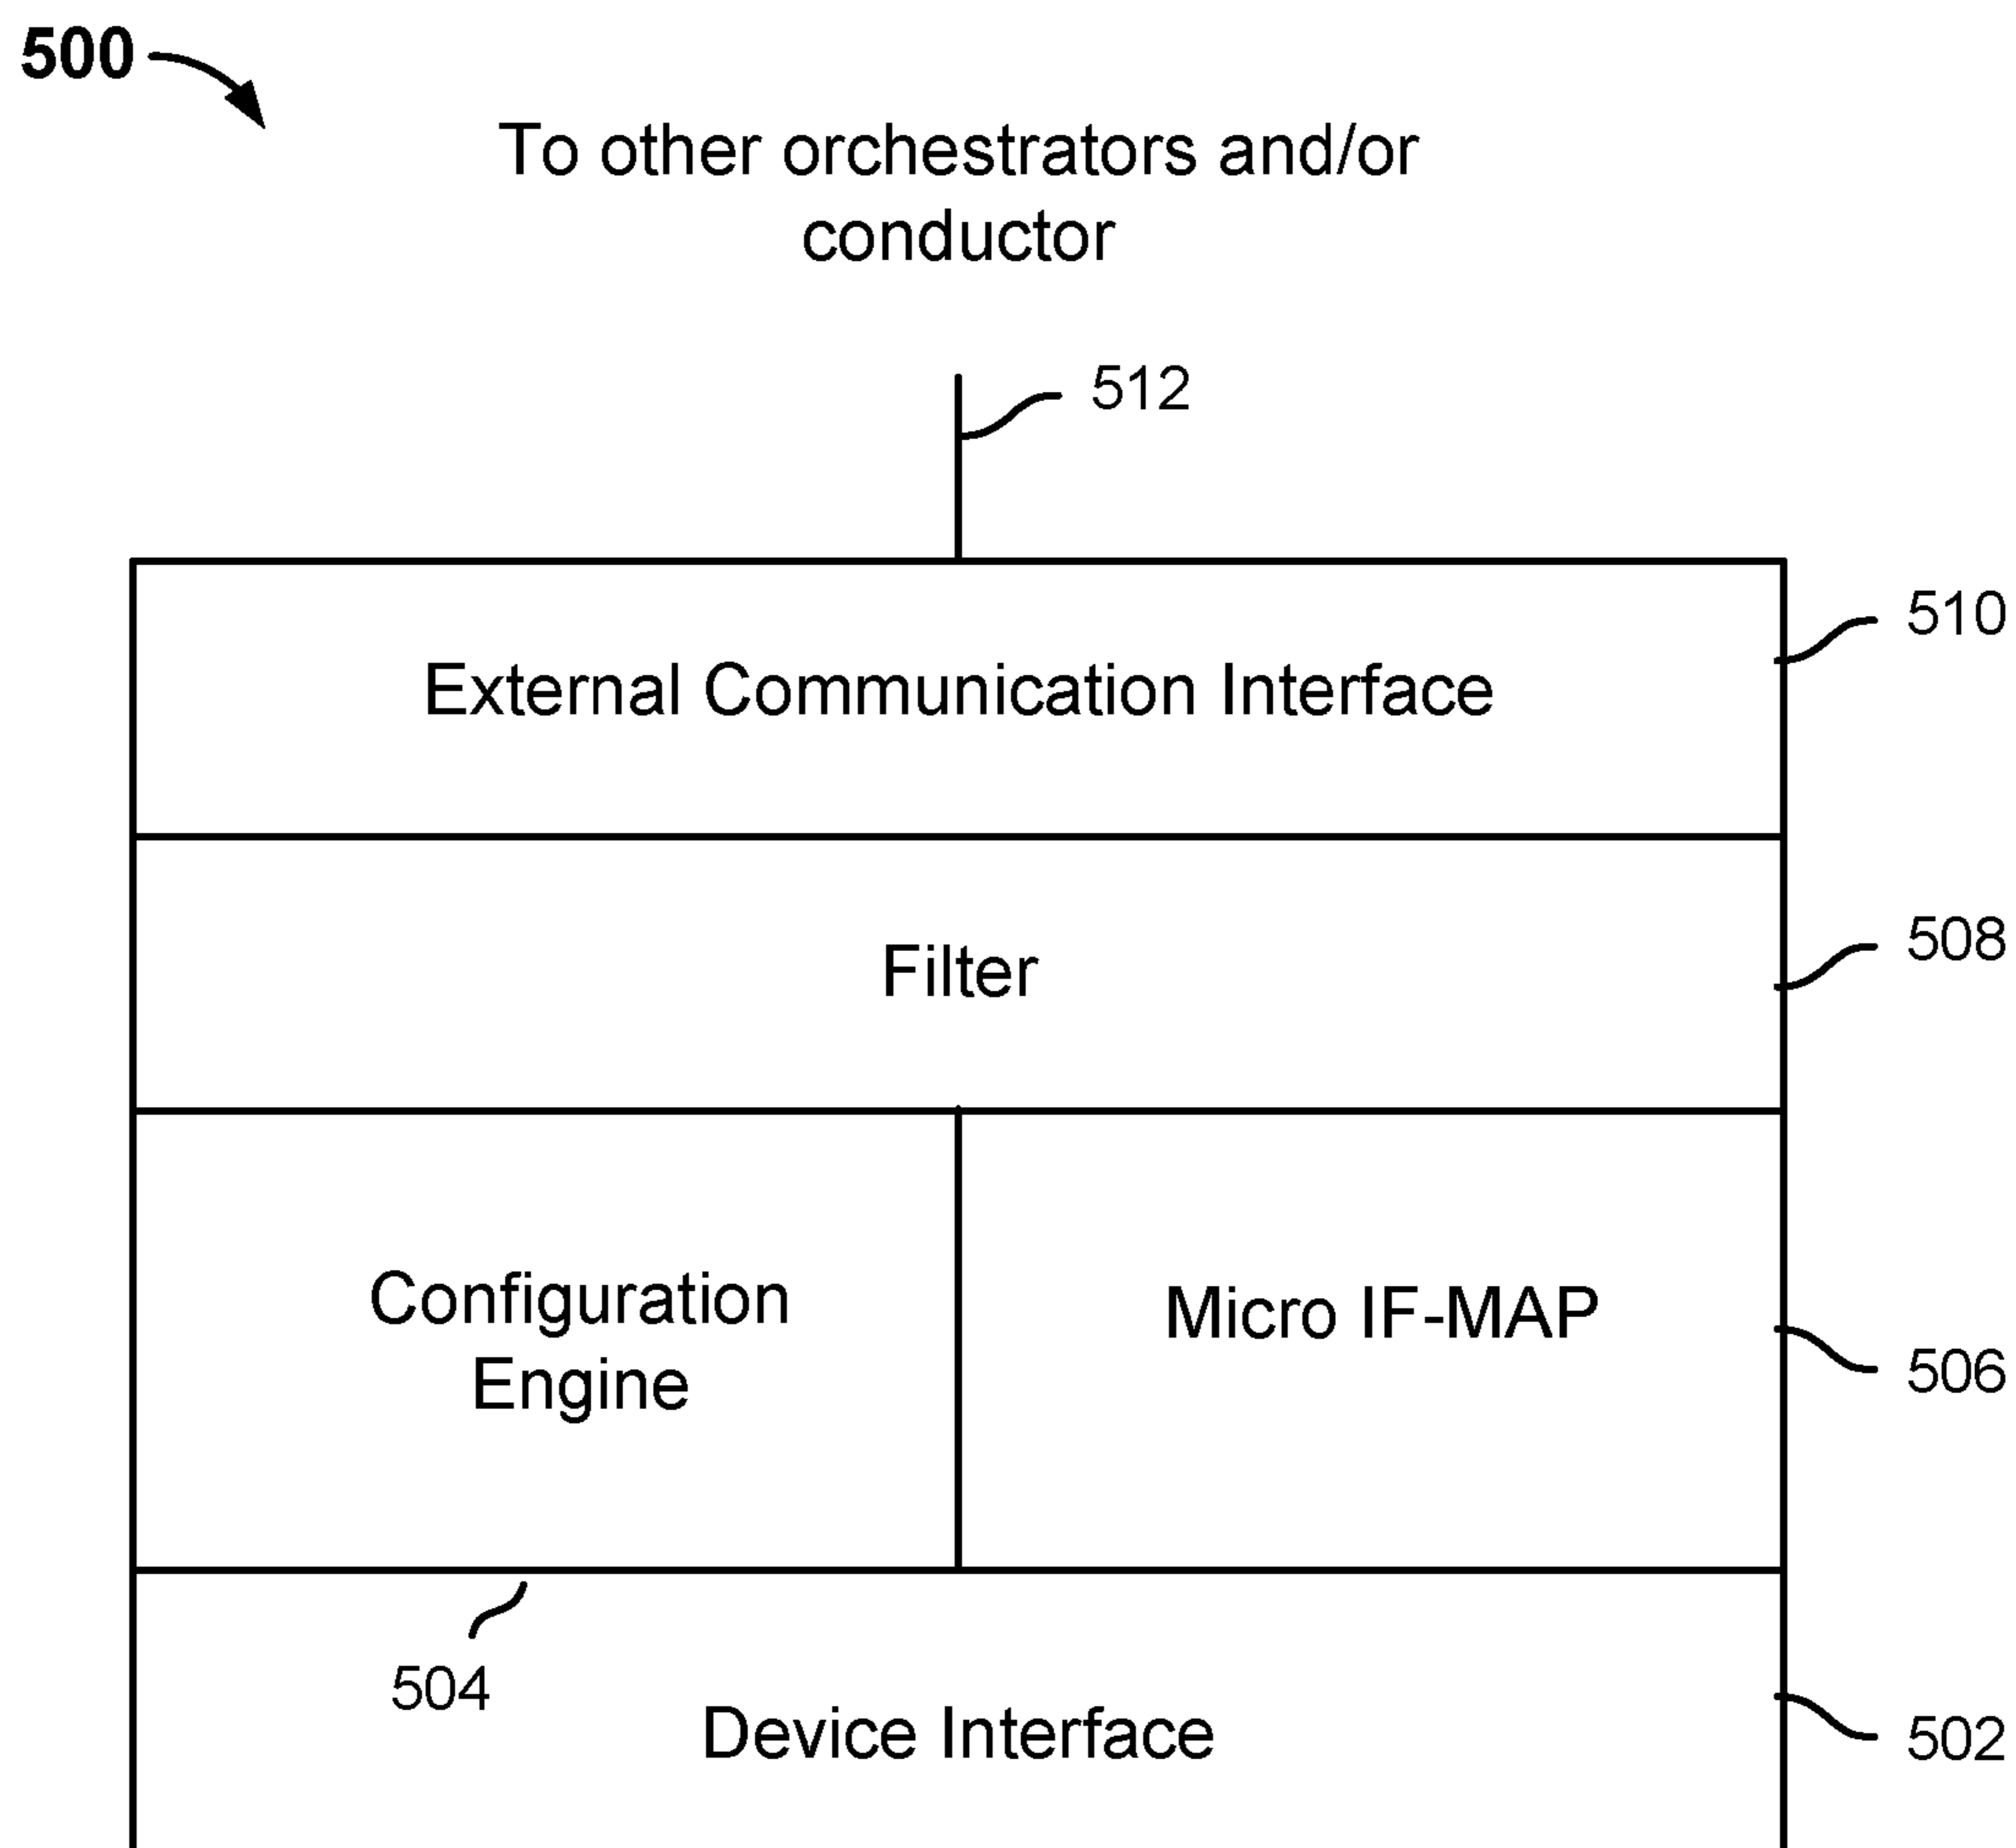 500
To other orchestrators and/or
conductor
512
External Communication Interface
510
Filter
508
Configuration
Engine
Micro IF-MAP
506
504
Device Interface
502